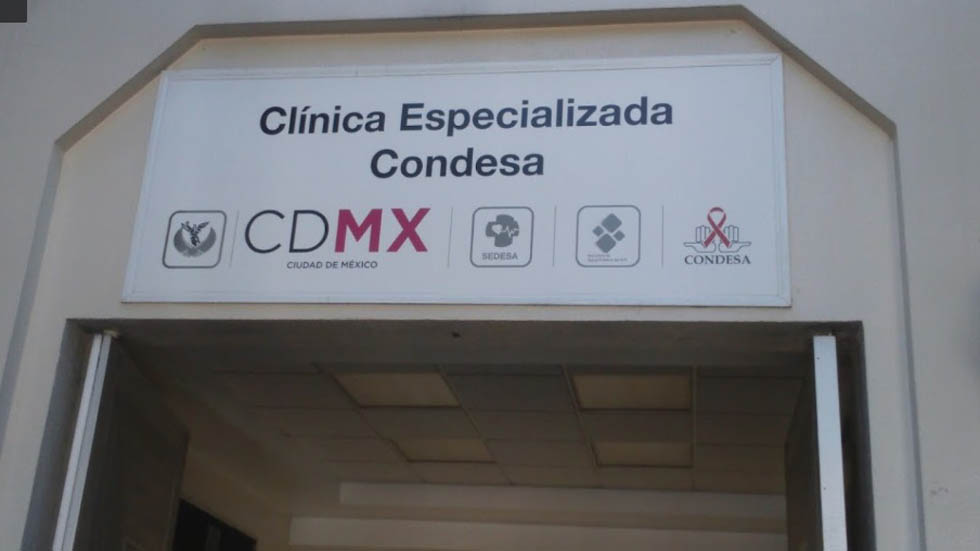 Clínica Especializada
Condesa
CDMX
CIUDAD DE MÉXICO
SEDESA
CONDESA